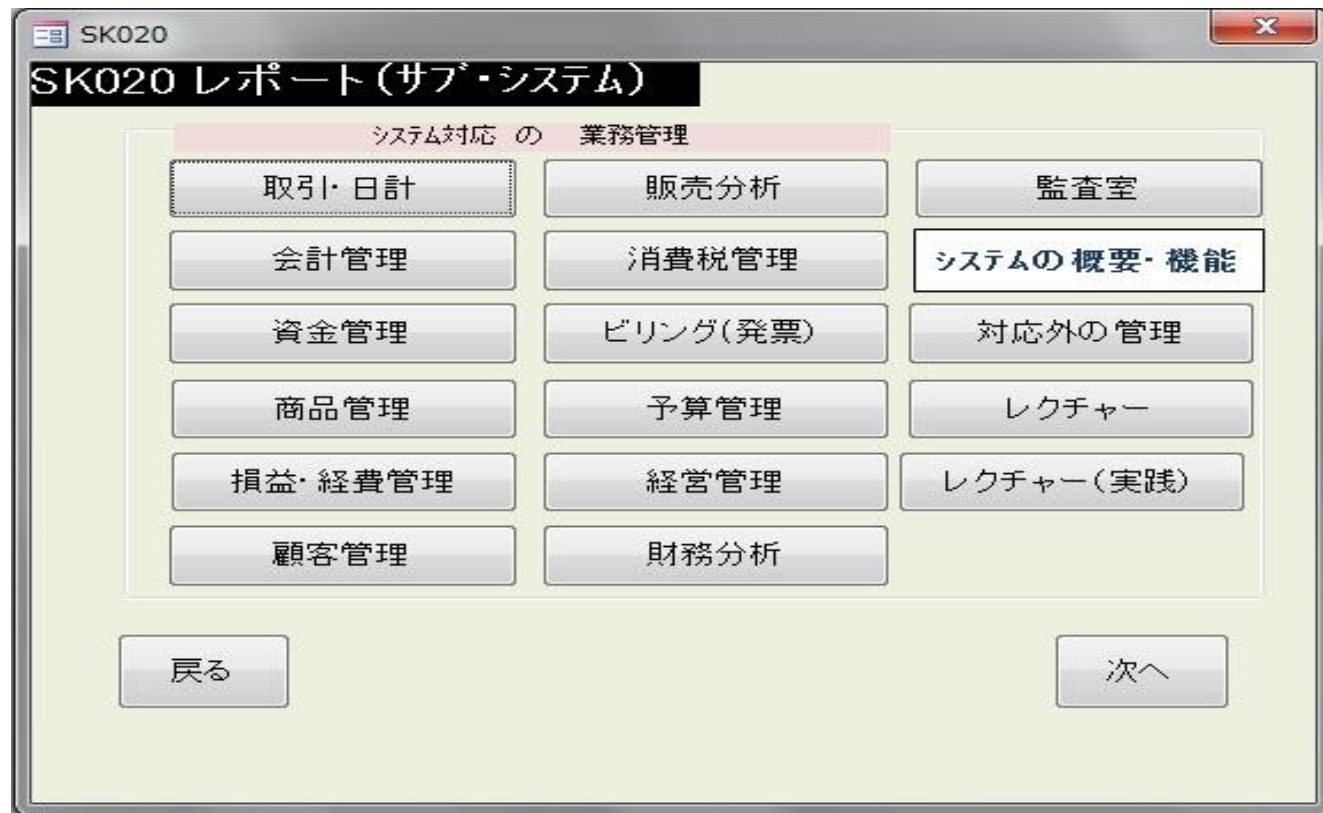 SK020
SK020 レポート(サブ・システム)
システム対応 の 業務管理
取引・日計 販売分析 監査室
会計管理 消費税管理 システムの概要・機能
資金管理 ビリング(発票) 対応外の管理
商品管理 予算管理 レクチャー
損益・経費管理 経営管理 レクチャー(実践)
顧客管理 財務分析
戻る 次へ